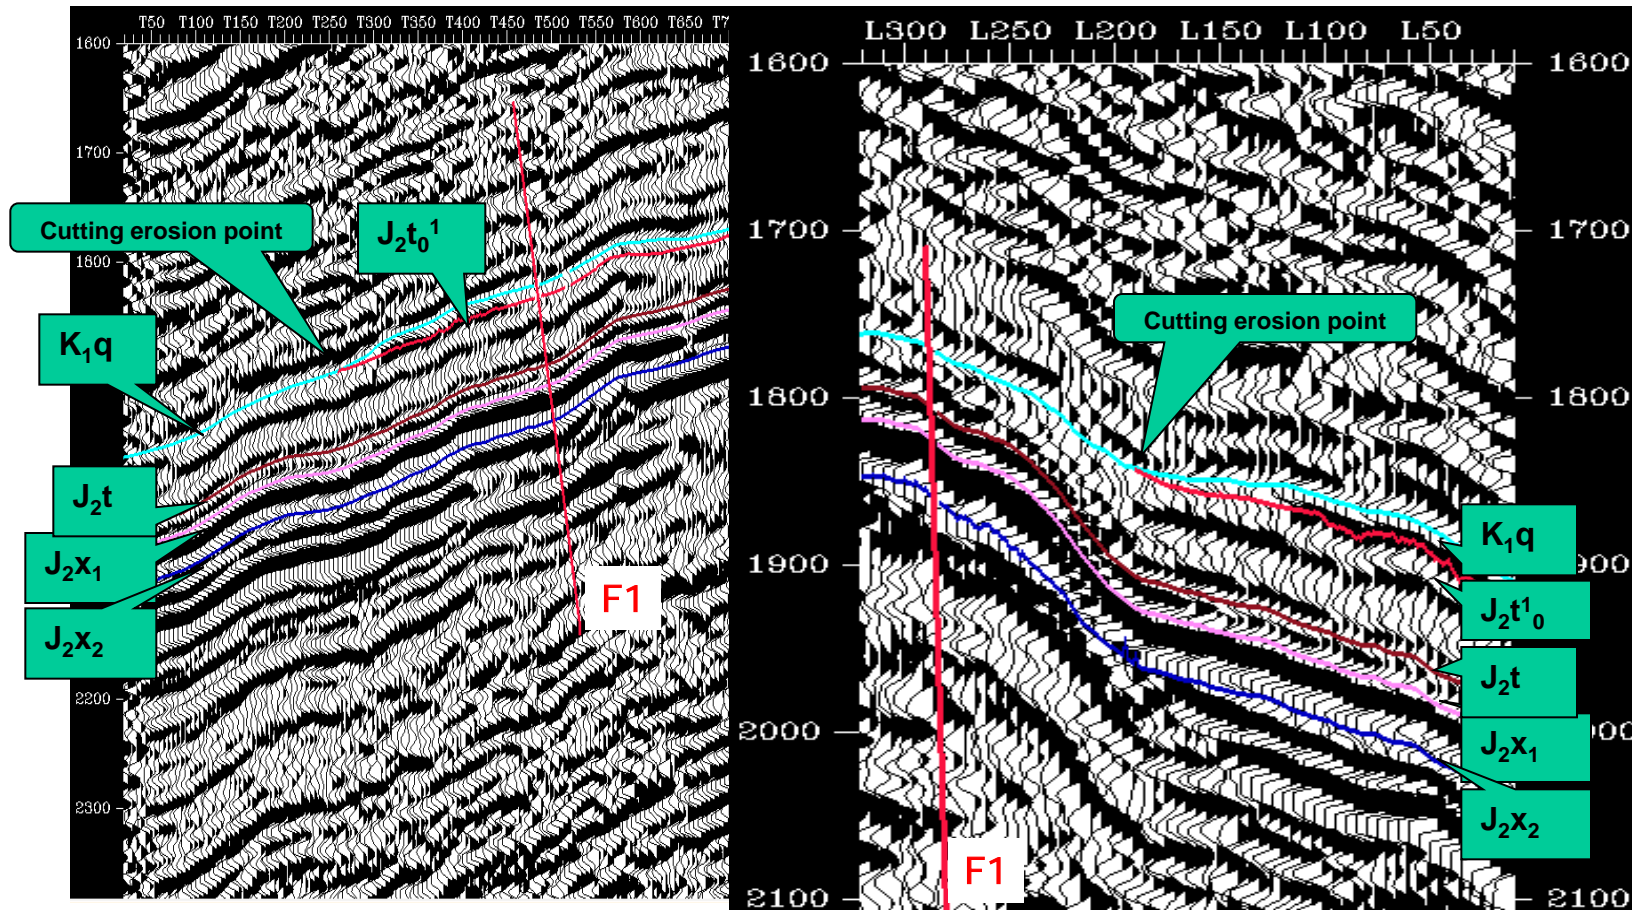 T50 T100 T150 T200 T250 T300 T350 T400 T450 T500 T550 T600 T650
1600
1700
1800
2200
2300
Cutting erosion point
J₂t₀¹
K₁q
J₂t
J₂x₁
J₂x₂
F1
L300 L250 L200 L150 L100 L50
1600 1600
1700 1700
1800 1800
1900
2000
2100 2100
Cutting erosion point
K₁q
J₂t¹₀
J₂t
J₂x₁
J₂x₂
F1